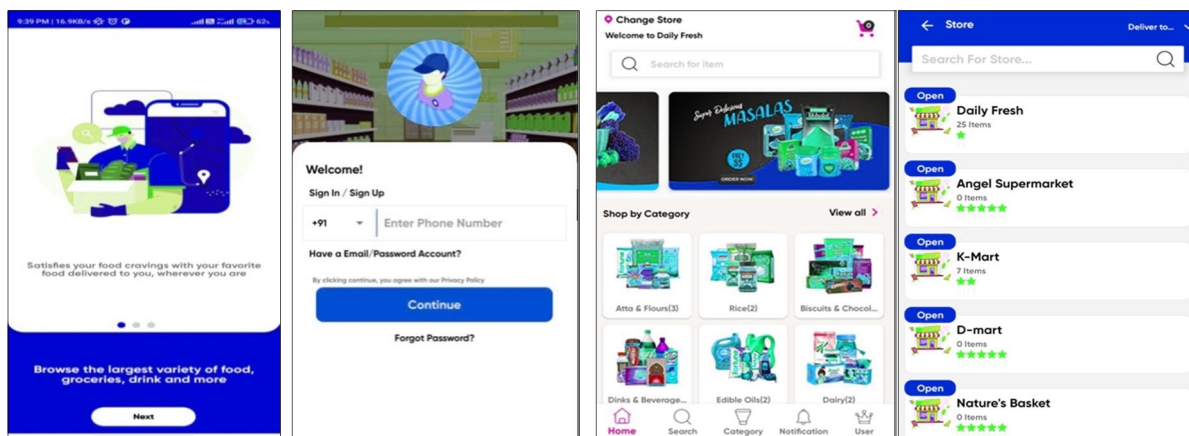 9:39 PM | 16.9KB/s
62
Satisfies your food cravings with your favorite
food delivered to you, wherever you are
Browse the largest variety of food,
groceries, drink and more
Next
Welcome!
Sign In / Sign Up
+91
Enter Phone Number
Have a Email/Password Account?
By clicking continue, you agree with our Privacy Policy
Continue
Forgot Password?
Change Store
Welcome to Daily Fresh
0
Search for item
Super Delicious
MASALAS
ONLY
$5
ORDER NOW
Shop by Category
View all >
Atta & Flours(3)
Rice(2)
Biscuits & Chocol...
Dinks & Beverage...
Edible Oils(2)
Dairy(2)
Home
Search
Category
Notification
User
Store
Deliver to...
Search For Store...
Open
Daily Fresh
25 Items
Open
Angel Supermarket
0 Items
Open
K-Mart
7 Items
Open
D-mart
0 Items
Open
Nature's Basket
0 Items